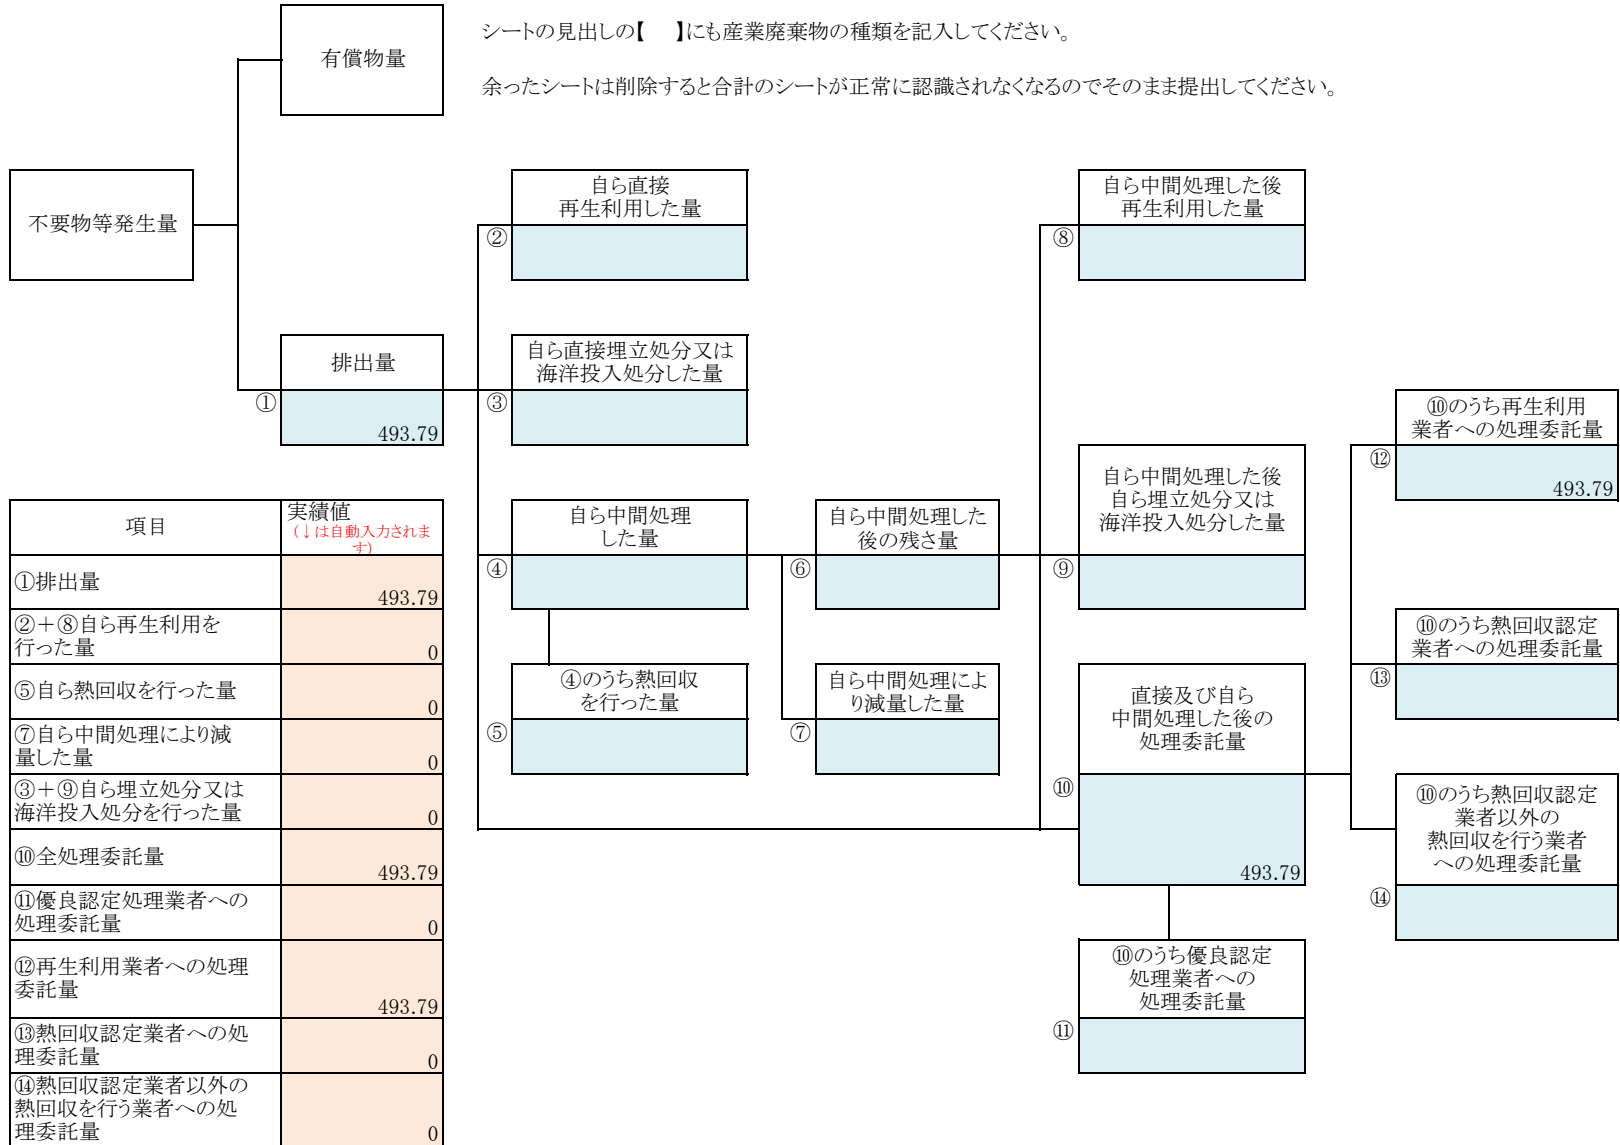 シートの見出しの【　】にも産業廃棄物の種類を記入してください。
有償物量
余ったシートは削除すると合計のシートが正常に認識されなくなるのでそのまま提出してください。
不要物等発生量
自ら直接
再生利用した量
②
自ら中間処理した後
再生利用した量
⑧
排出量
①
493.79
自ら直接埋立処分又は
海洋投入処分した量
③
⑩のうち再生利用
業者への処理委託量
⑫
493.79
自ら中間処理した後
自ら埋立処分又は
海洋投入処分した量
⑨
自ら中間処理
した量
④
自ら中間処理した
後の残さ量
⑥
④のうち熱回収
を行った量
⑤
自ら中間処理によ
り減量した量
⑦
直接及び自ら
中間処理した後の
処理委託量
⑩
493.79
⑩のうち熱回収認定
業者への処理委託量
⑬
⑩のうち熱回収認定
業者以外の
熱回収を行う業者
への処理委託量
⑭
⑩のうち優良認定
処理業者への
処理委託量
⑪
項目
実績値
(↓は自動入力されま
す)
①排出量
493.79
②+⑧自ら再生利用を
行った量
0
⑤自ら熱回収を行った量
0
⑦自ら中間処理により減
量した量
0
③+⑨自ら埋立処分又は
海洋投入処分を行った量
0
⑩全処理委託量
493.79
⑪優良認定処理業者への
処理委託量
0
⑫再生利用業者への処理
委託量
493.79
⑬熱回収認定業者への処
理委託量
0
⑭熱回収認定業者以外の
熱回収を行う業者への処
理委託量
0